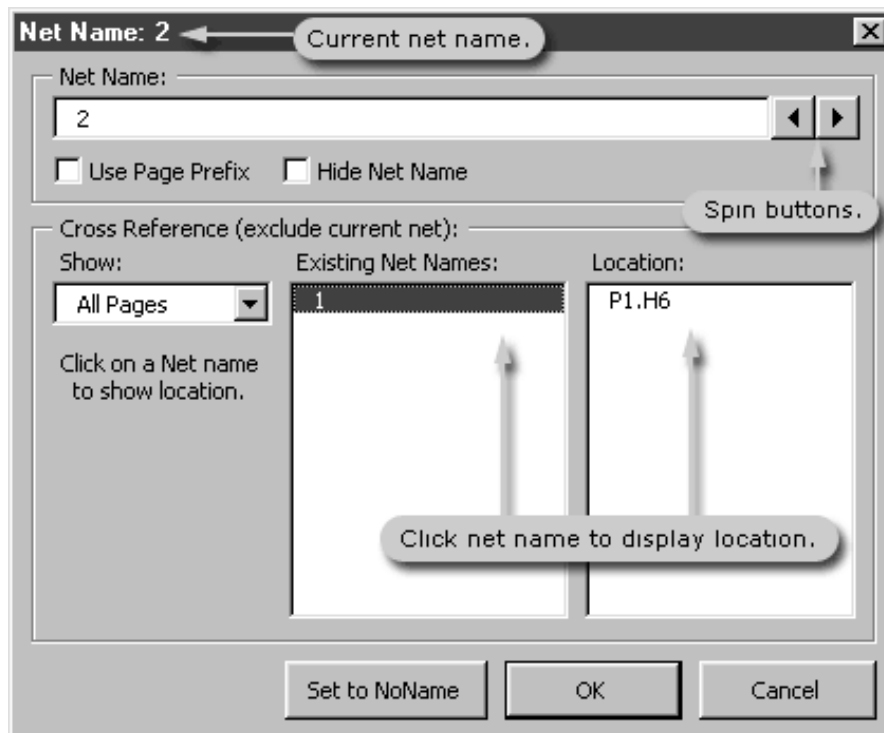 Net Name: 2
Current net name.
Net Name:
2
Use Page Prefix
Hide Net Name
Spin buttons.
Cross Reference (exclude current net):
Show:
Existing Net Names:
Location:
All Pages
1
P1.H6
Click on a Net name
to show location.
Click net name to display location.
Set to NoName
OK
Cancel